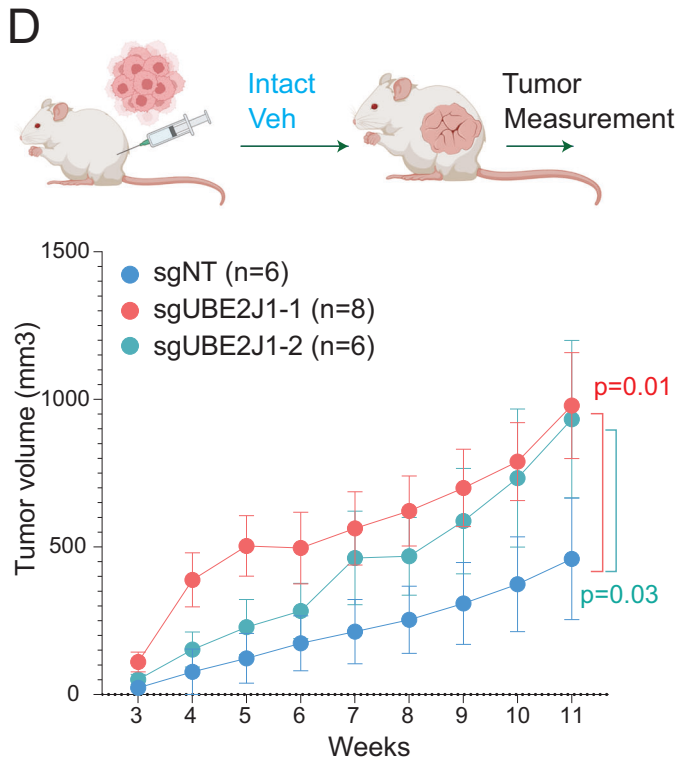 D
Intact
Veh
Tumor
Measurement
Tumor volume (mm3)
1500
1000
500
0
sgNT (n=6)
sgUBE2J1-1 (n=8)
sgUBE2J1-2 (n=6)
p=0.01
p=0.03
3 4 5 6 7 8 9 10 11
Weeks